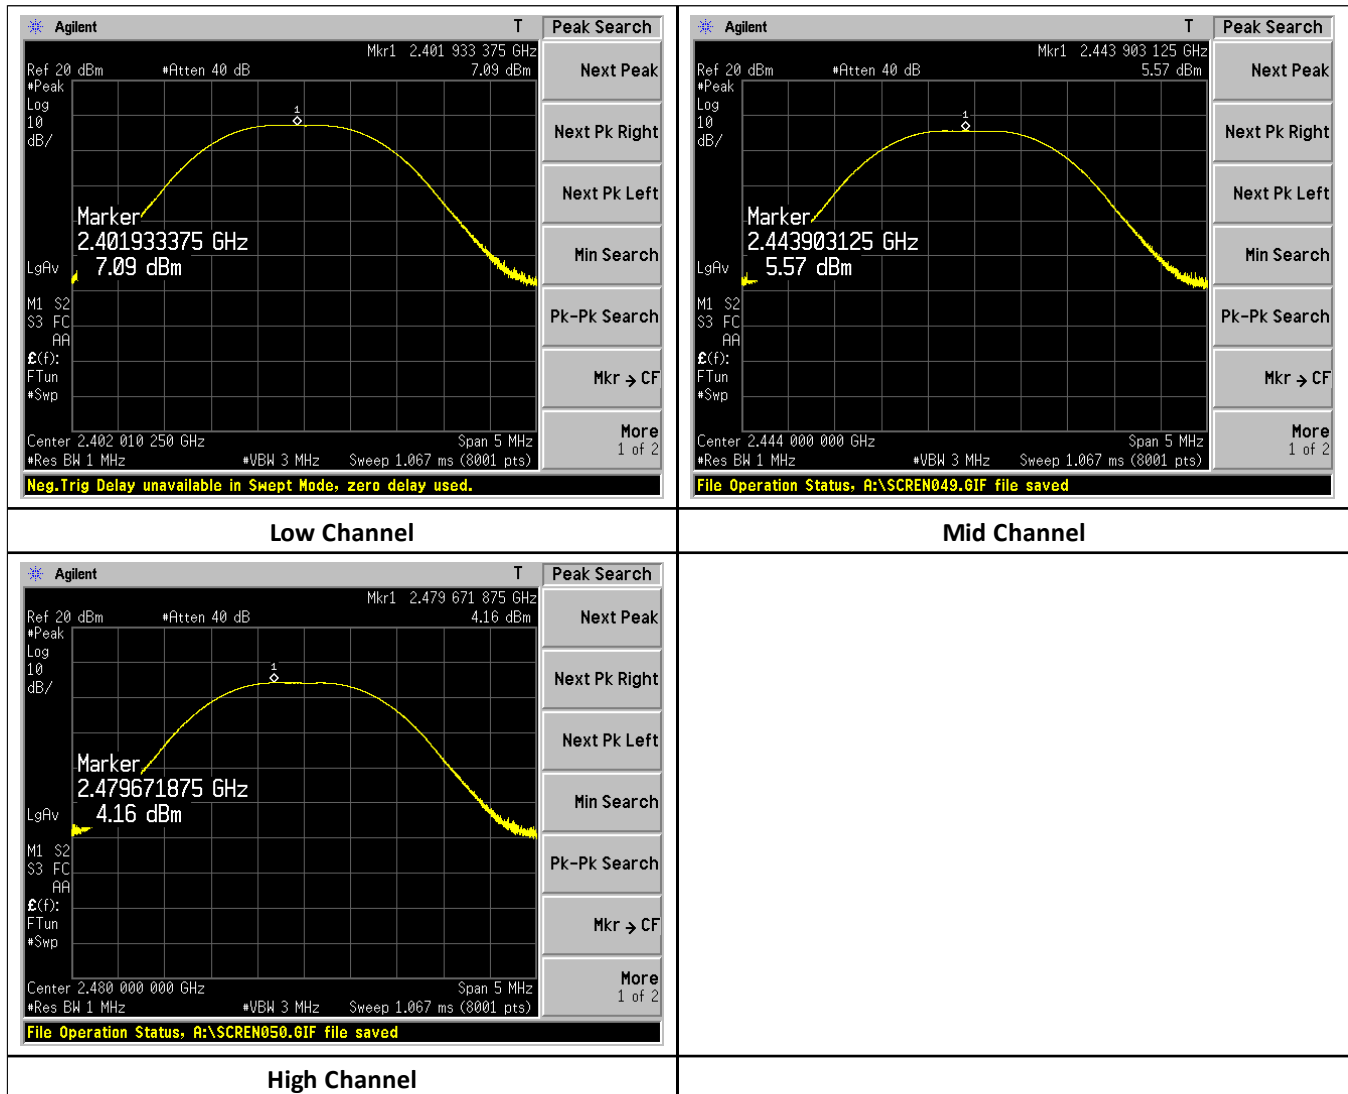 Agilent T Peak Search
Mkr1 2.401 933 375 GHz
Ref 20 dBm #Atten 40 dB 7.09 dBm
#Peak
Log
10
dB/
1
Marker
2.401933375 GHz
7.09 dBm
LgAv
M1 S2
S3 FC
AA
£(f):
FTun
#Swp
Center 2.402 010 250 GHz Span 5 MHz
#Res BW 1 MHz #VBW 3 MHz Sweep 1.067 ms (8001 pts)
Neg.Trig Delay unavailable in Swept Mode, zero delay used.
Next Peak
Next Pk Right
Next Pk Left
Min Search
Pk-Pk Search
Mkr → CF
More
1 of 2
Low Channel
Agilent T Peak Search
Mkr1 2.443 903 125 GHz
Ref 20 dBm #Atten 40 dB 5.57 dBm
#Peak
Log
10
dB/
1
Marker
2.443903125 GHz
5.57 dBm
LgAv
M1 S2
S3 FC
AA
£(f):
FTun
#Swp
Center 2.444 000 000 GHz Span 5 MHz
#Res BW 1 MHz #VBW 3 MHz Sweep 1.067 ms (8001 pts)
File Operation Status, A:\SCREN049.GIF file saved
Next Peak
Next Pk Right
Next Pk Left
Min Search
Pk-Pk Search
Mkr → CF
More
1 of 2
Mid Channel
Agilent T Peak Search
Mkr1 2.479 671 875 GHz
Ref 20 dBm #Atten 40 dB 4.16 dBm
#Peak
Log
10
dB/
1
Marker
2.479671875 GHz
4.16 dBm
LgAv
M1 S2
S3 FC
AA
£(f):
FTun
#Swp
Center 2.480 000 000 GHz Span 5 MHz
#Res BW 1 MHz #VBW 3 MHz Sweep 1.067 ms (8001 pts)
File Operation Status, A:\SCREN050.GIF file saved
Next Peak
Next Pk Right
Next Pk Left
Min Search
Pk-Pk Search
Mkr → CF
More
1 of 2
High Channel